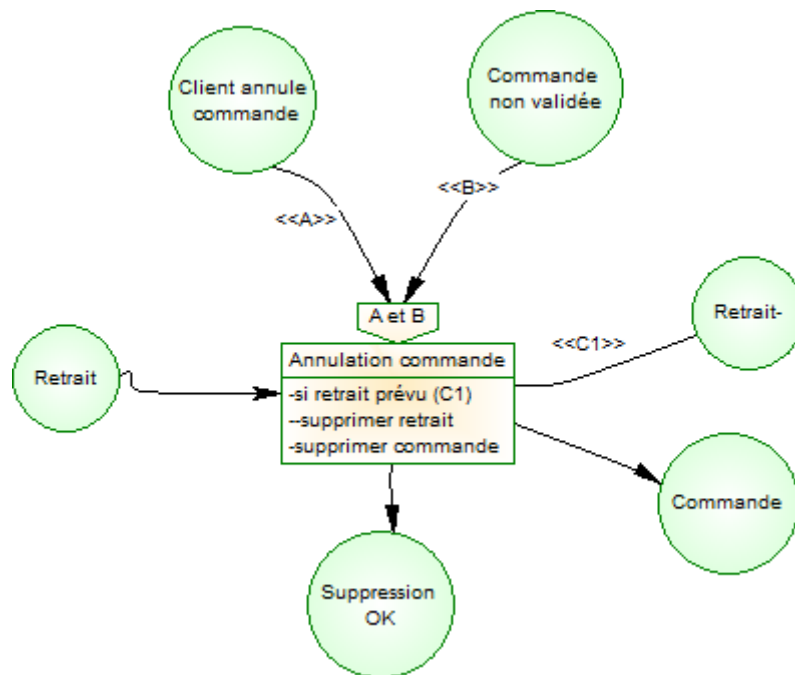 Client annule
commande
Commande
non validée
<<A>>
<<B>>
A et B
Retrait-
<<C1>>
Annulation commande
Retrait
-si retrait prévu (C1)
--supprimer retrait
-supprimer commande
Commande
Suppression
OK